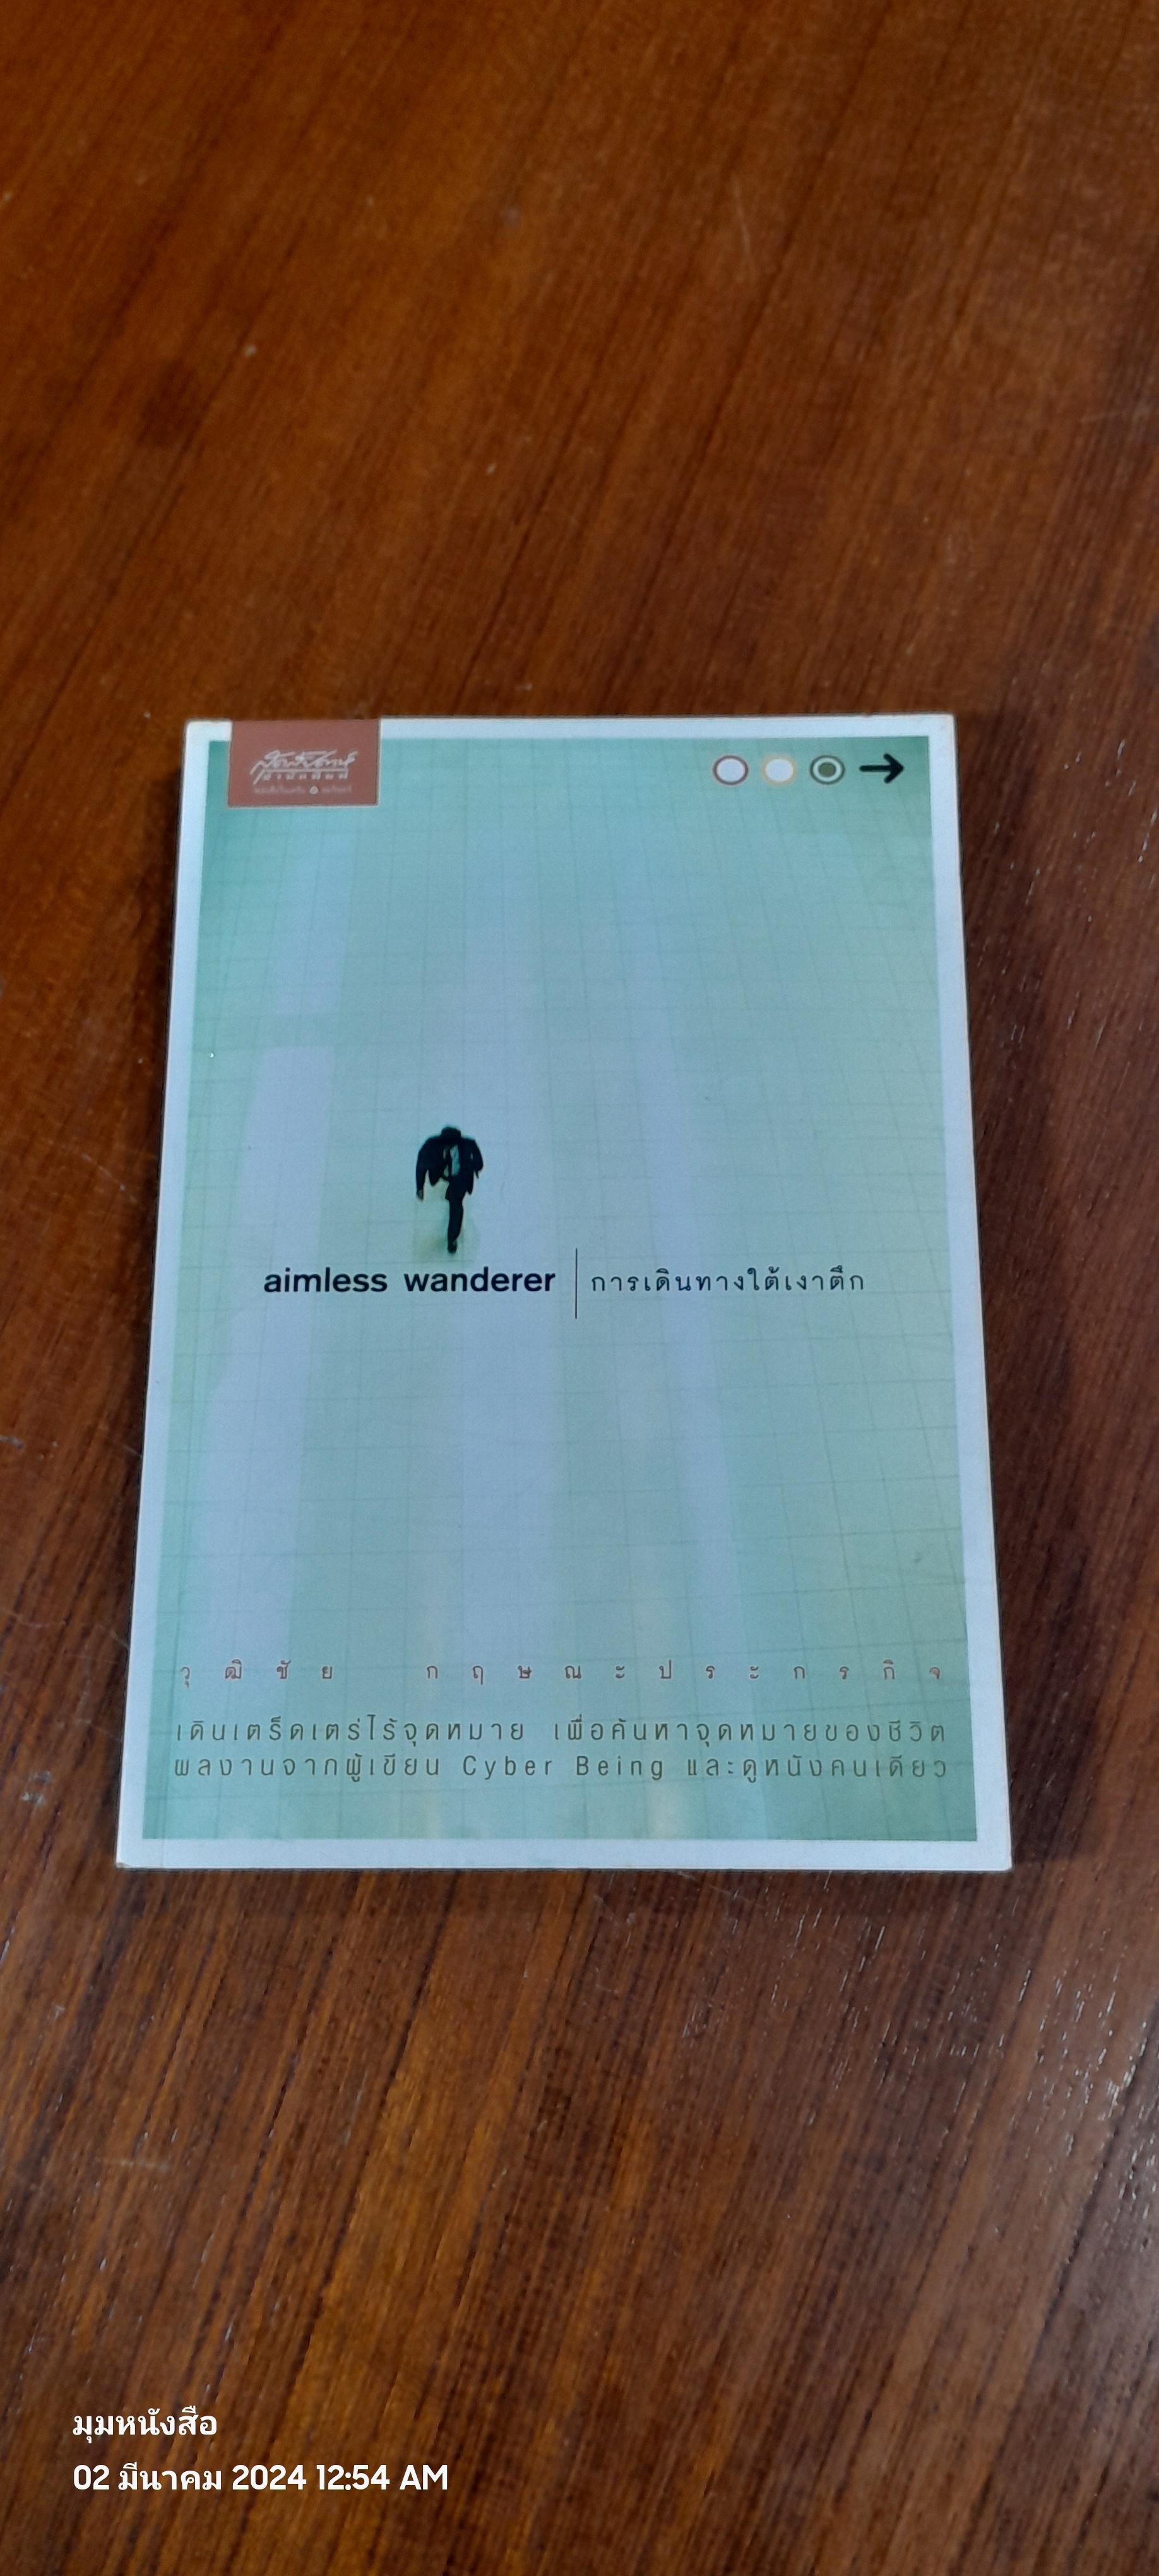 aimless wanderer | การเดินทางใต้เงาตึก
วุฒิชัย กฤษณะประกรกิจ
เดินเตร็ดเตร่ไร้จุดหมาย เพื่อค้นหาจุดหมายของชีวิต
ผลงานจากผู้เขียน Cyber Being และดูหนังคนเดียว
มุมหนังสือ
02 มีนาคม 2024 12:54 AM